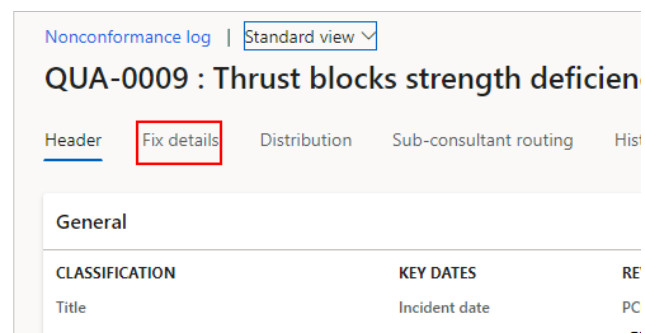 Nonconformance log | Standard view
QUA-0009 : Thrust blocks strength deficien
Header Fix details Distribution Sub-consultant routing His
General
CLASSIFICATION KEY DATES RE
Title Incident date PC